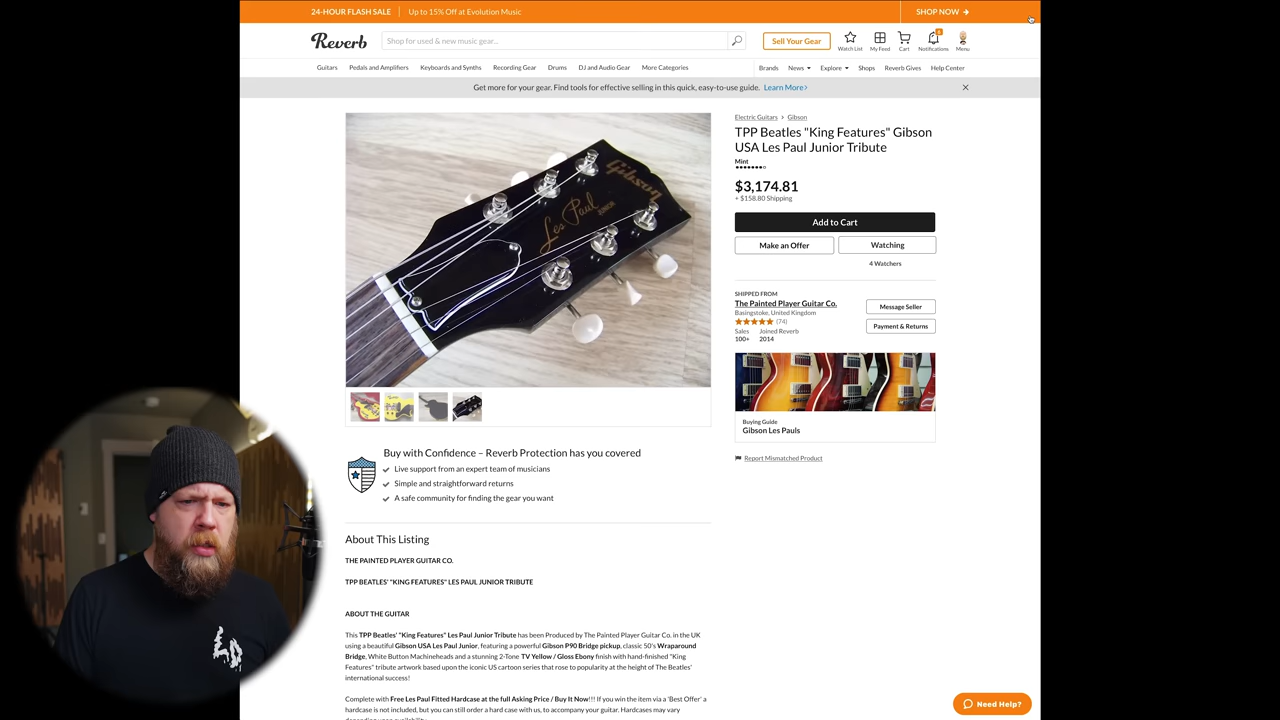 24-HOUR FLASH SALE
Up to 15% Off at Evolution Music
SHOP NOW
Reverb
Shop for used & new music gear...
Sell Your Gear
Watch List
My Feed
Cart
Notifications
Menu
Guitars
Pedals and Amplifiers
Keyboards and Synths
Recording Gear
Drums
DJ and Audio Gear
More Categories
Brands
News
Explore
Shops
Reverb Gives
Help Center
Get more for your gear. Find tools for effective selling in this quick, easy-to-use guide. Learn More
Gibson
Les Paul
JUNIOR
Electric Guitars > Gibson
TPP Beatles "King Features" Gibson
USA Les Paul Junior Tribute
Mint
$3,174.81
+ $158.80 Shipping
Add to Cart
Make an Offer
Watching
4 Watchers
SHIPPED FROM
The Painted Player Guitar Co.
Basingstoke, United Kingdom
(74)
Sales Joined Reverb
100+ 2014
Message Seller
Payment & Returns
Buying Guide
Gibson Les Pauls
Report Mismatched Product
Buy with Confidence – Reverb Protection has you covered
Live support from an expert team of musicians
Simple and straightforward returns
A safe community for finding the gear you want
About This Listing
THE PAINTED PLAYER GUITAR CO.
TPP BEATLES' "KING FEATURES" LES PAUL JUNIOR TRIBUTE
ABOUT THE GUITAR
This TPP Beatles' "King Features" Les Paul Junior Tribute has been Produced by The Painted Player Guitar Co. in the UK
using a beautiful Gibson USA Les Paul Junior, featuring a powerful Gibson P90 Bridge pickup, classic 50's Wraparound
Bridge, White Button Machineheads and a stunning 2-Tone TV Yellow / Gloss Ebony finish with hand-finished "King
Features" tribute artwork based upon the iconic US cartoon series that rose to popularity at the height of The Beatles'
international success!
Complete with Free Les Paul Fitted Hardcase at the full Asking Price / Buy It Now!!! If you win the item via a 'Best Offer' a
hardcase is not included, but you can still order a hard case with us, to accompany your guitar. Hardcases may vary
depending upon availability.
Need Help?